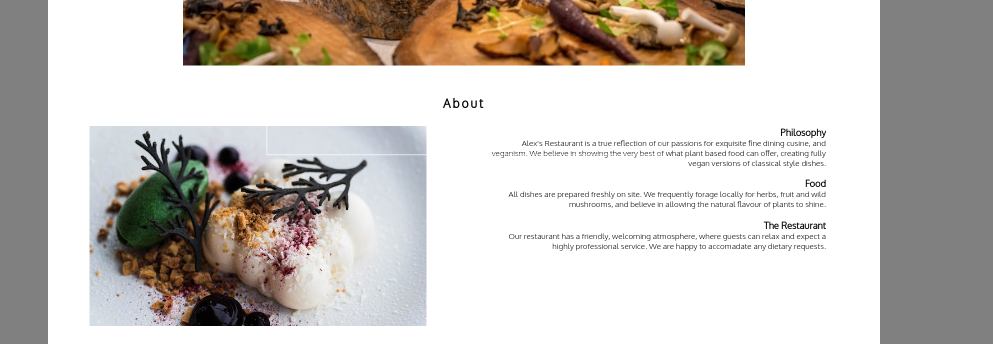 About
Philosophy
Alex's Restaurant is a true reflection of our passions for exquisite fine dining cusine, and
veganism. We believe in showing the very best of what plant based food can offer, creating fully
vegan versions of classical style dishes.
Food
All dishes are prepared freshly on site. We frequently forage locally for herbs, fruit and wild
mushrooms, and believe in allowing the natural flavour of plants to shine.
The Restaurant
Our restaurant has a friendly, welcoming atmosphere, where guests can relax and expect a
highly professional service. We are happy to accomadate any dietary requests.